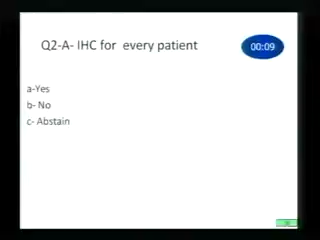 Q2-A- IHC for every patient
00:09
a-Yes
b- No
c- Abstain